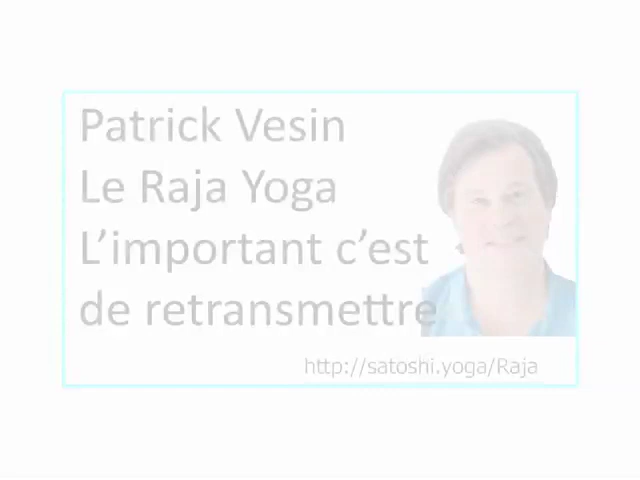 Patrick Vesin
Le Raja Yoga
L’important c’est
de retransmettre
http://satoshi.yoga/Raja